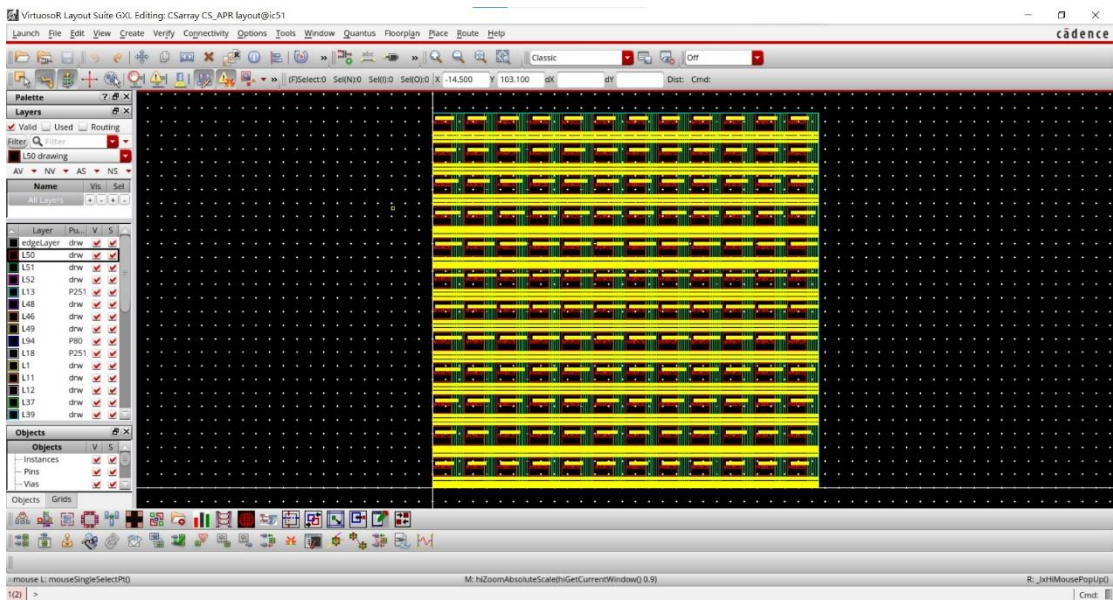 VirtuosoR Layout Suite GXL Editing: CSarray CS_APR layout@ic51
Launch File Edit View Create Verify Connectivity Options Tools Window Quantus Floorplan Place Route Help
cādence
Classic
Off
(F)Select:0 Sel(N):0 Sel(I):0 Sel(O):0 X -14.500 Y 103.100 dX dY Dist: Cmd:
Palette
Layers
Valid Used Routing
Filter Filter
L50 drawing
AV NV AS NS
Name Vis Sel
All Layers
Layer Pu... V S
edgeLayer drw
L50 drw
L51 drw
L52 drw
L13 P251
L48 drw
L46 drw
L49 drw
L94 P80
L18 P251
L1 drw
L11 drw
L12 drw
L37 drw
L39 drw
Objects
Objects V S
Instances
Pins
Vias
Objects Grids
mouse L: mouseSingleSelectPt() M: hiZoomAbsoluteScale(hiGetCurrentWindow() 0.9) R: _lxHiMousePopUp()
1(2) > Cmd: